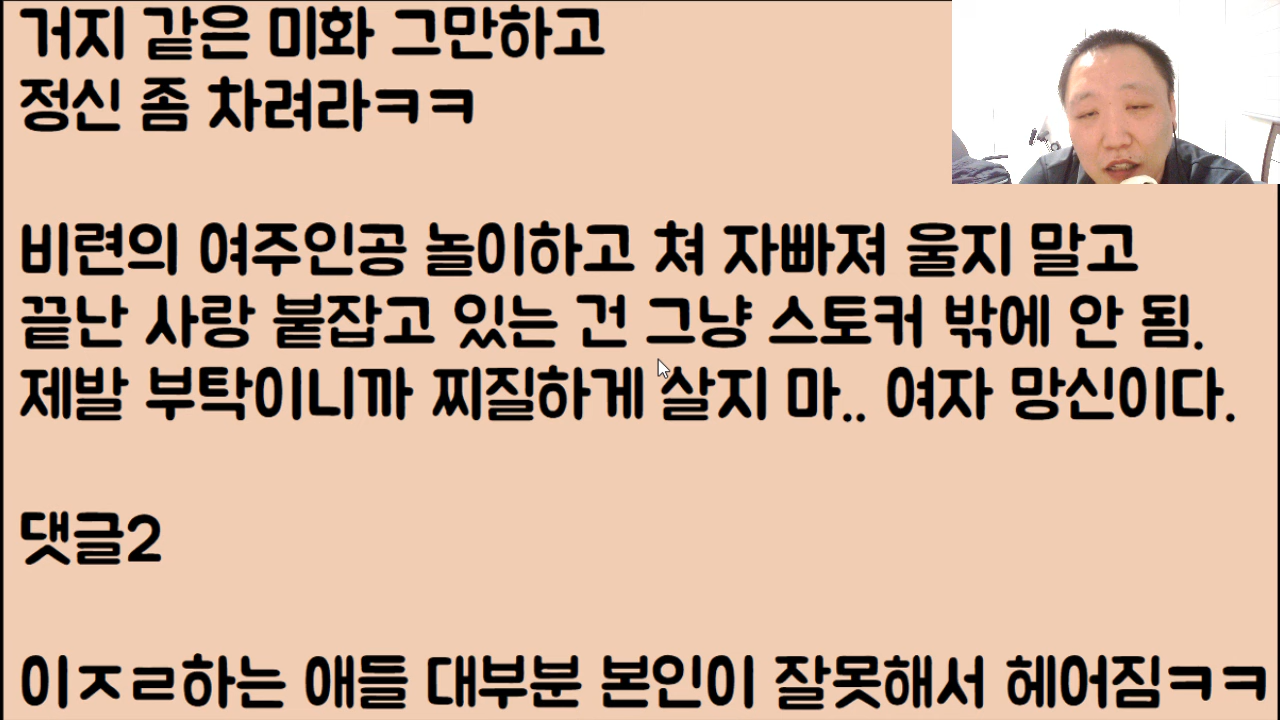 거지 같은 미화 그만하고
정신 좀 차려라ㅋㅋ
비련의 여주인공 놀이하고 쳐 자빠져 울지 말고
끝난 사랑 붙잡고 있는 건 그냥 스토커 밖에 안 됨.
제발 부탁이니까 찌질하게 살지 마.. 여자 망신이다.
댓글2
이ㅈㄹ하는 애들 대부분 본인이 잘못해서 헤어짐ㅋㅋ